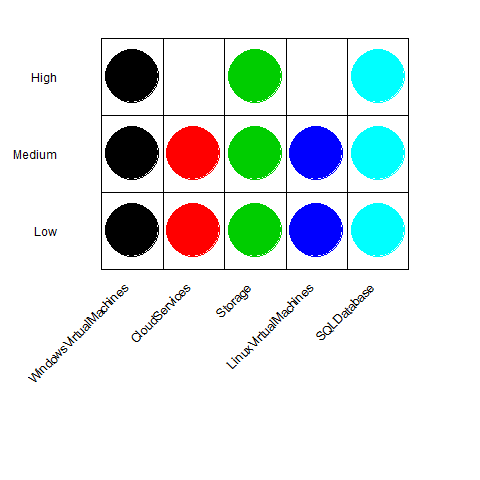 High
Medium
Low
WindowsVirtualMachines
CloudServices
Storage
LinuxVirtualMachines
SQLDatabase